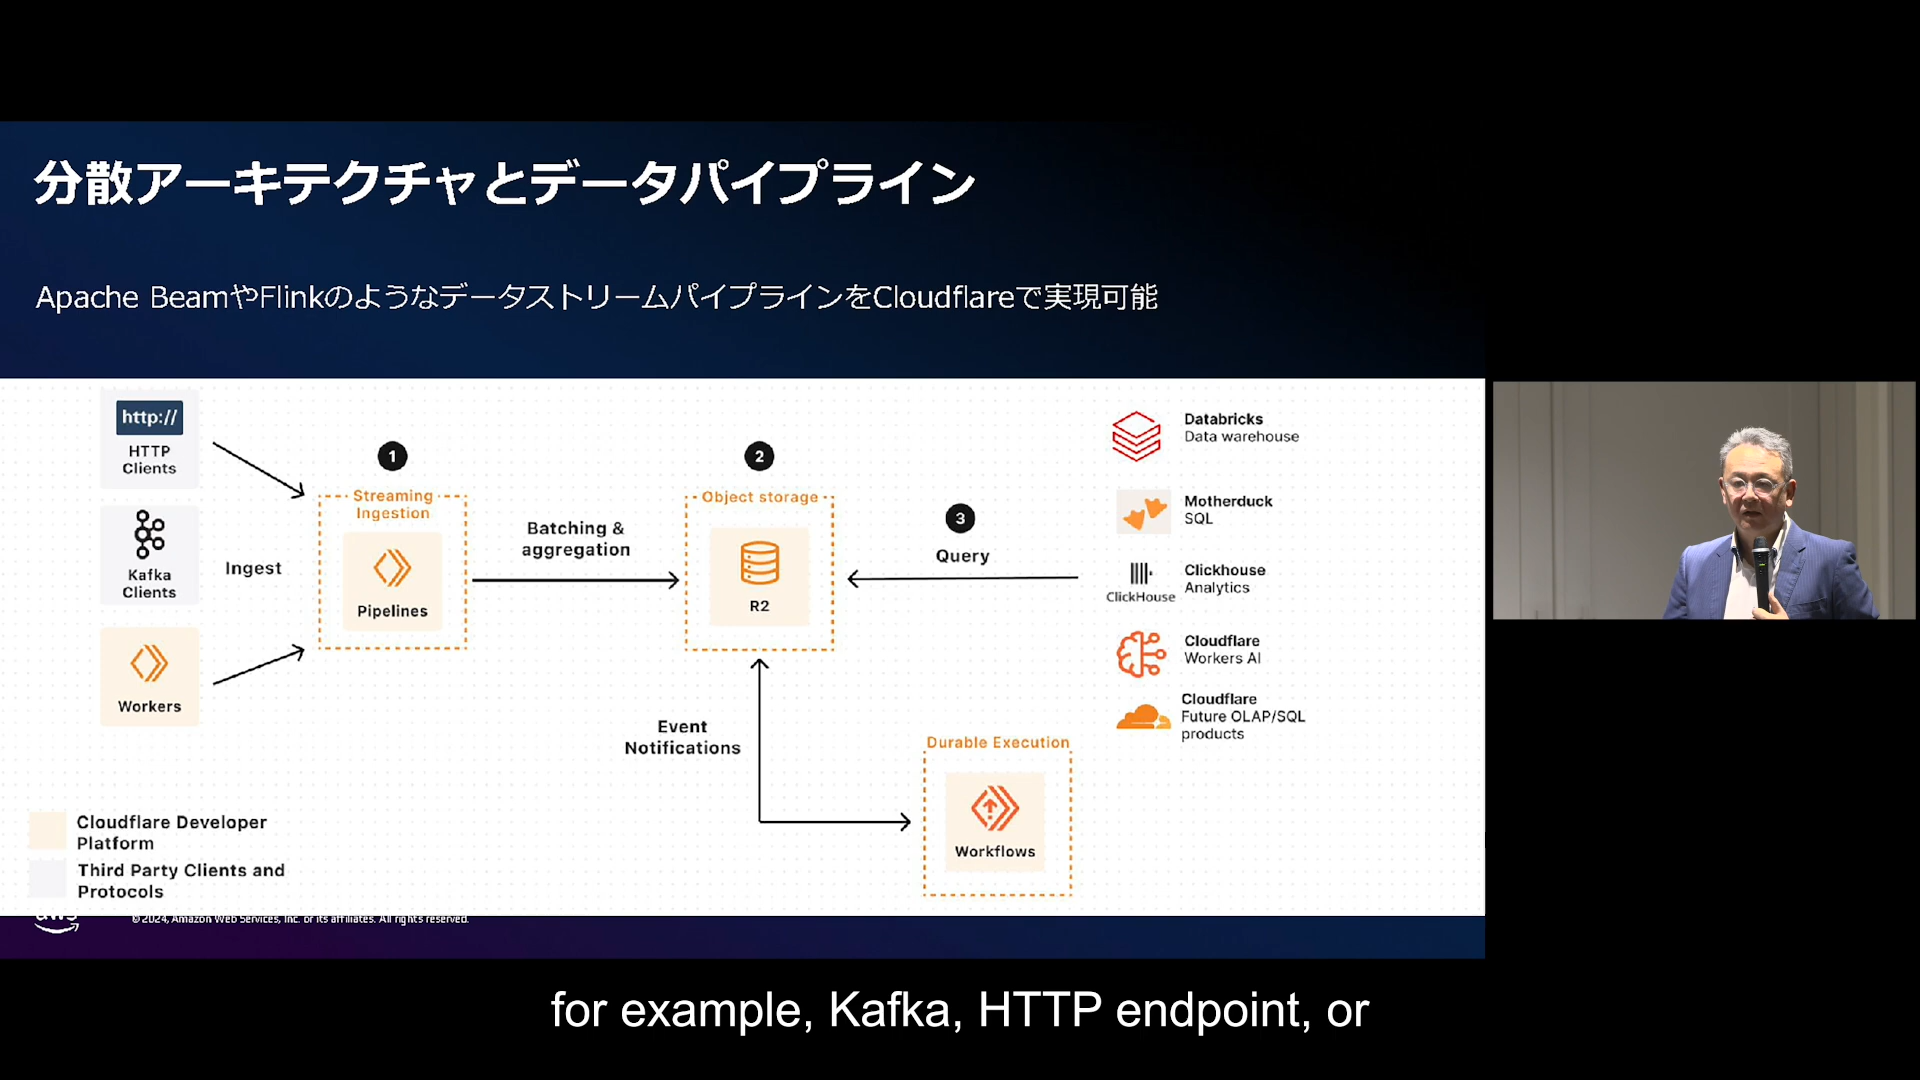 分散アーキテクチャとデータパイプライン
Apache BeamやFlinkのようなデータストリームパイプラインをCloudflareで実現可能
http://
HTTP
Clients
Kafka
Clients
Workers
Ingest
1
Streaming
Ingestion
Pipelines
Batching &
aggregation
2
Object storage
R2
3
Query
Event
Notifications
Durable Execution
Workflows
Databricks
Data warehouse
Motherduck
SQL
ClickHouse
Clickhouse
Analytics
Cloudflare
Workers AI
Cloudflare
Future OLAP/SQL
products
Cloudflare Developer
Platform
Third Party Clients and
Protocols
aws
© 2024, Amazon Web Services, Inc. or its affiliates. All rights reserved.
for example, Kafka, HTTP endpoint, or